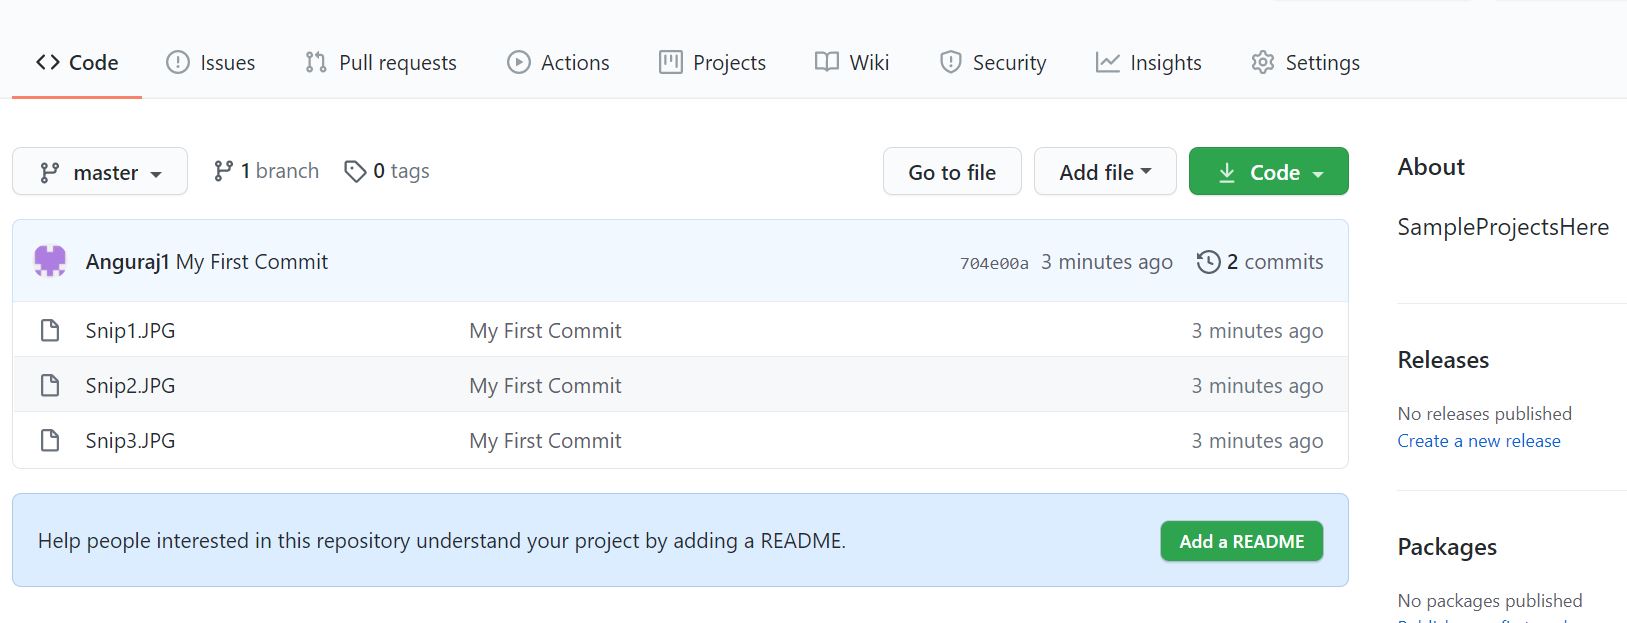 Code Issues Pull requests Actions Projects Wiki Security Insights Settings
master 1 branch 0 tags Go to file Add file Code
Anguraj1 My First Commit 704e00a 3 minutes ago 2 commits
Snip1.JPG My First Commit 3 minutes ago
Snip2.JPG My First Commit 3 minutes ago
Snip3.JPG My First Commit 3 minutes ago
Help people interested in this repository understand your project by adding a README. Add a README
About
SampleProjectsHere
Releases
No releases published
Create a new release
Packages
No packages published